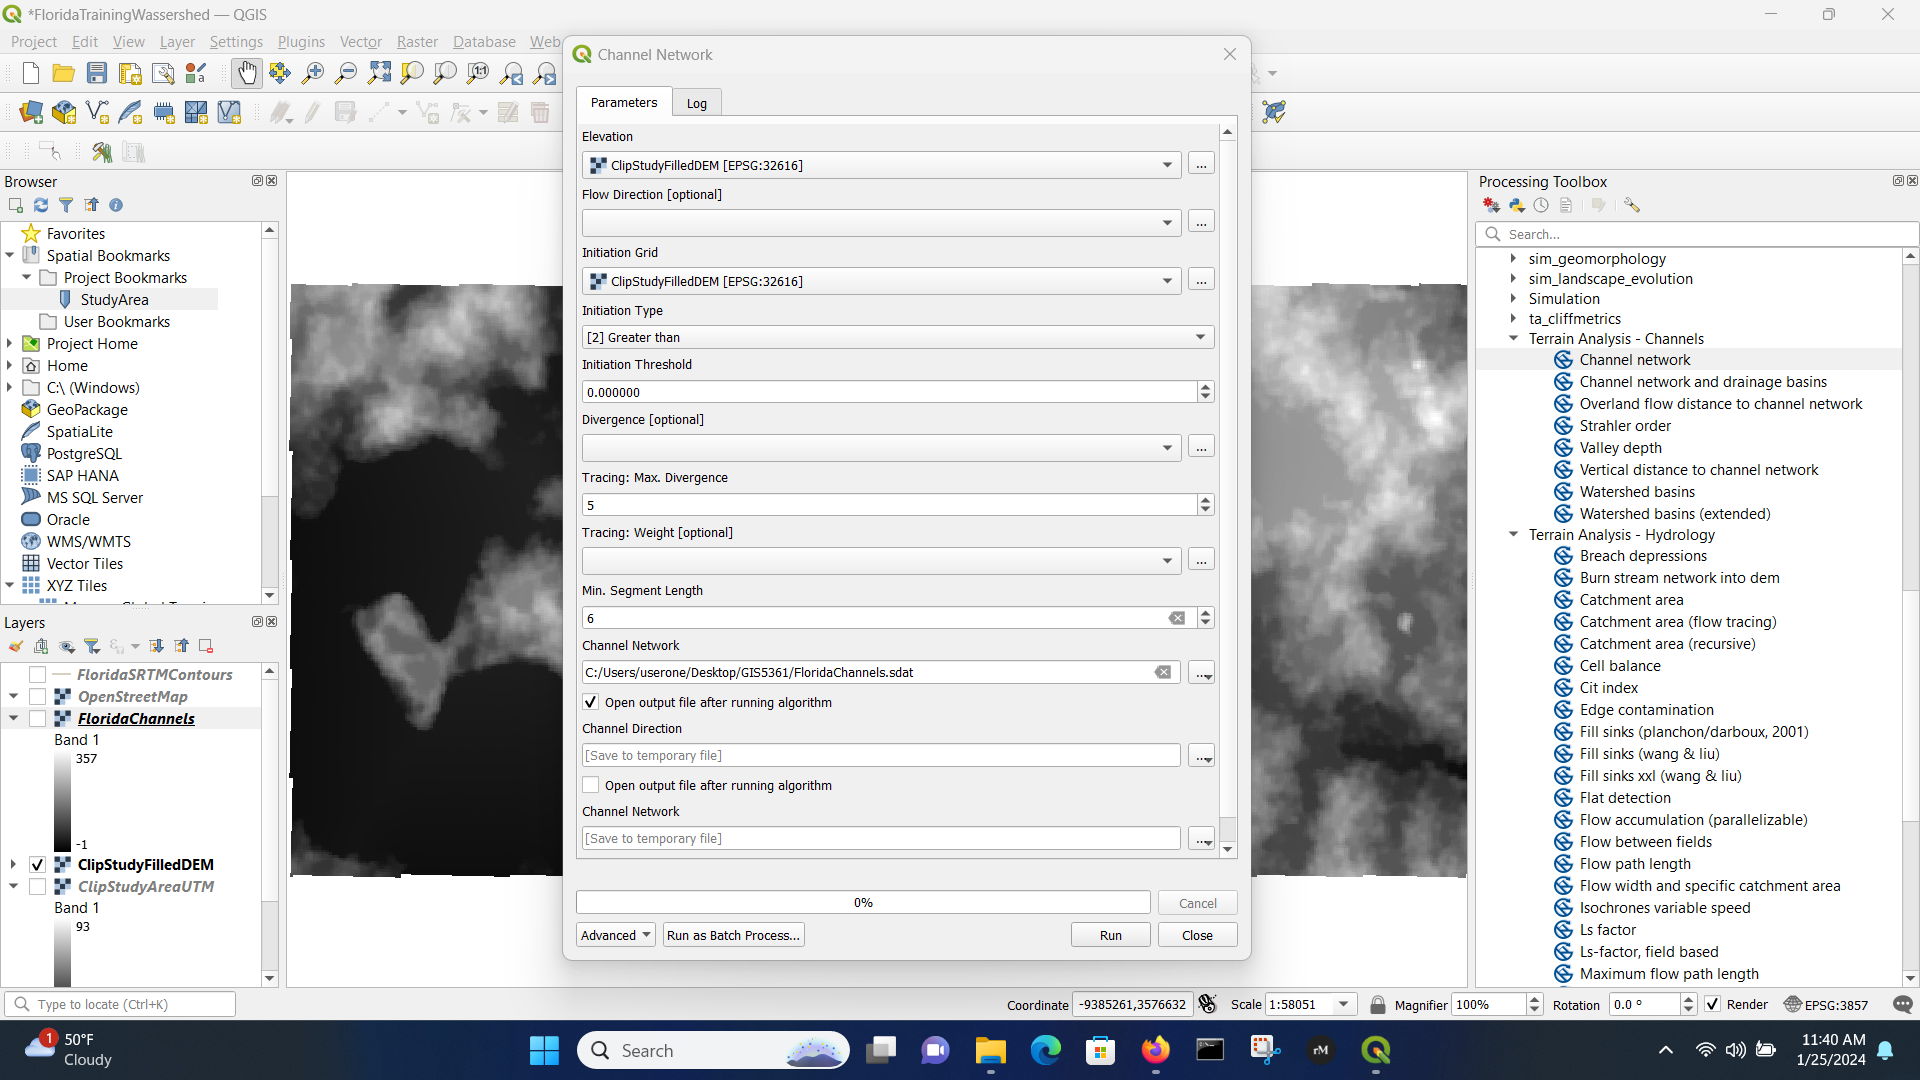 *FloridaTrainingWassershed — QGIS
Project Edit View Layer Settings Plugins Vector Raster Database Web
Channel Network
Parameters
Log
Elevation
ClipStudyFilledDEM [EPSG:32616]
...
Flow Direction [optional]
...
Initiation Grid
ClipStudyFilledDEM [EPSG:32616]
...
Initiation Type
[2] Greater than
Initiation Threshold
0.000000
Divergence [optional]
...
Tracing: Max. Divergence
5
Tracing: Weight [optional]
...
Min. Segment Length
6
Channel Network
C:/Users/userone/Desktop/GIS5361/FloridaChannels.sdat
...
Open output file after running algorithm
Channel Direction
[Save to temporary file]
...
Open output file after running algorithm
Channel Network
[Save to temporary file]
...
0%
Cancel
Advanced
Run as Batch Process...
Run
Close
Browser
Favorites
Spatial Bookmarks
Project Bookmarks
StudyArea
User Bookmarks
Project Home
Home
C:\ (Windows)
GeoPackage
SpatiaLite
PostgreSQL
SAP HANA
MS SQL Server
Oracle
WMS/WMTS
Vector Tiles
XYZ Tiles
Layers
FloridaSRTMContours
OpenStreetMap
FloridaChannels
Band 1
357
-1
ClipStudyFilledDEM
ClipStudyAreaUTM
Band 1
93
Processing Toolbox
Search...
sim_geomorphology
sim_landscape_evolution
Simulation
ta_cliffmetrics
Terrain Analysis - Channels
Channel network
Channel network and drainage basins
Overland flow distance to channel network
Strahler order
Valley depth
Vertical distance to channel network
Watershed basins
Watershed basins (extended)
Terrain Analysis - Hydrology
Breach depressions
Burn stream network into dem
Catchment area
Catchment area (flow tracing)
Catchment area (recursive)
Cell balance
Cit index
Edge contamination
Fill sinks (planchon/darboux, 2001)
Fill sinks (wang & liu)
Fill sinks xxl (wang & liu)
Flat detection
Flow accumulation (parallelizable)
Flow between fields
Flow path length
Flow width and specific catchment area
Isochrones variable speed
Ls factor
Ls-factor, field based
Maximum flow path length
Type to locate (Ctrl+K)
Coordinate -9385261,3576632 Scale 1:58051 Magnifier 100% Rotation 0.0 ° Render EPSG:3857
1
50°F
Cloudy
Search
rM
11:40 AM
1/25/2024